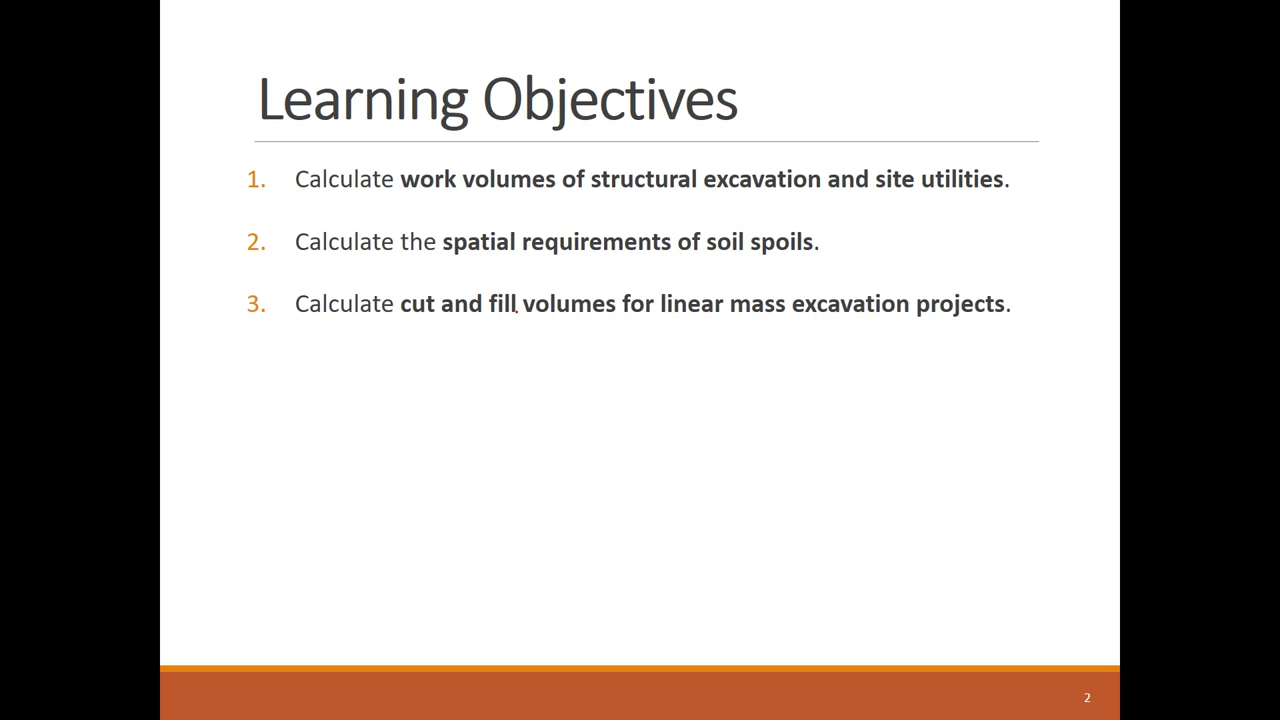 Learning Objectives
1. Calculate work volumes of structural excavation and site utilities.
2. Calculate the spatial requirements of soil spoils.
3. Calculate cut and fill volumes for linear mass excavation projects.
2